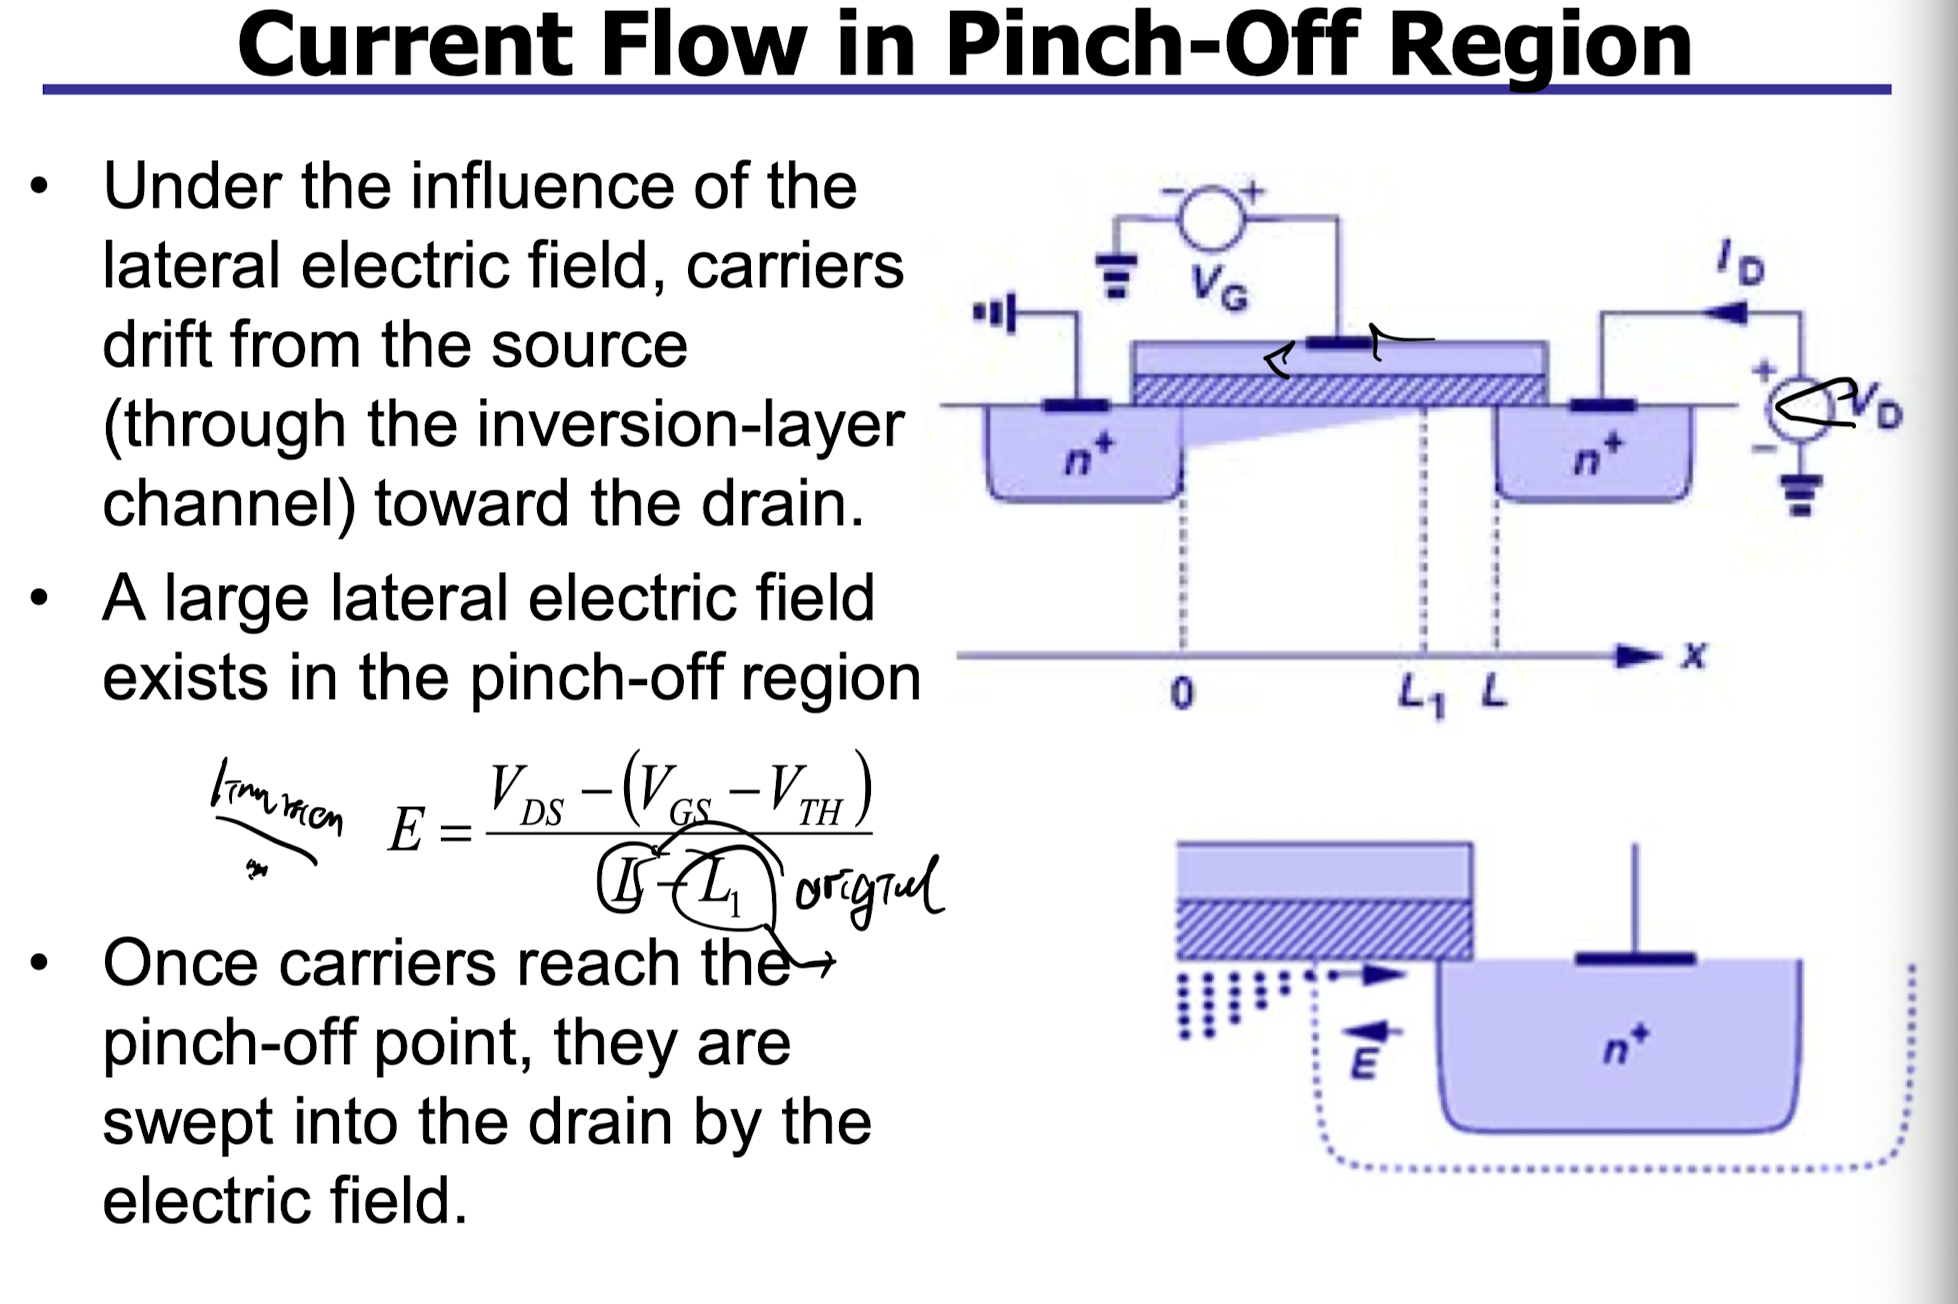 Current Flow in Pinch-Off Region
• Under the influence of the
lateral electric field, carriers
drift from the source
(through the inversion-layer
channel) toward the drain.
• A large lateral electric field
exists in the pinch-off region
E = \frac{V_{DS} - (V_{GS} - V_{TH})}{L - L_1}
original
• Once carriers reach the
pinch-off point, they are
swept into the drain by the
electric field.
− +
V_G
I_D
+
V_D
−
n^+
n^+
x
0
L_1
L
E
n^+